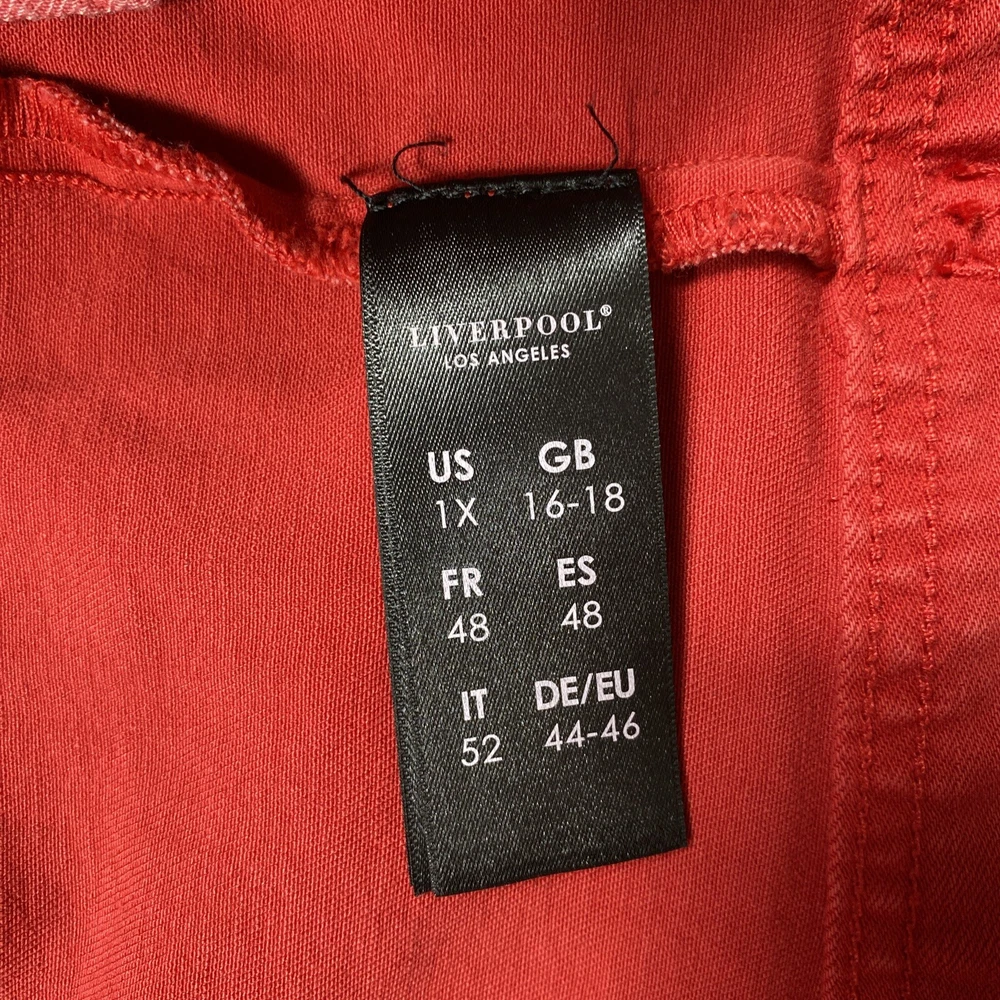 LIVERPOOL®
LOS ANGELES
US GB
1X 16-18
FR ES
48 48
IT DE/EU
52 44-46